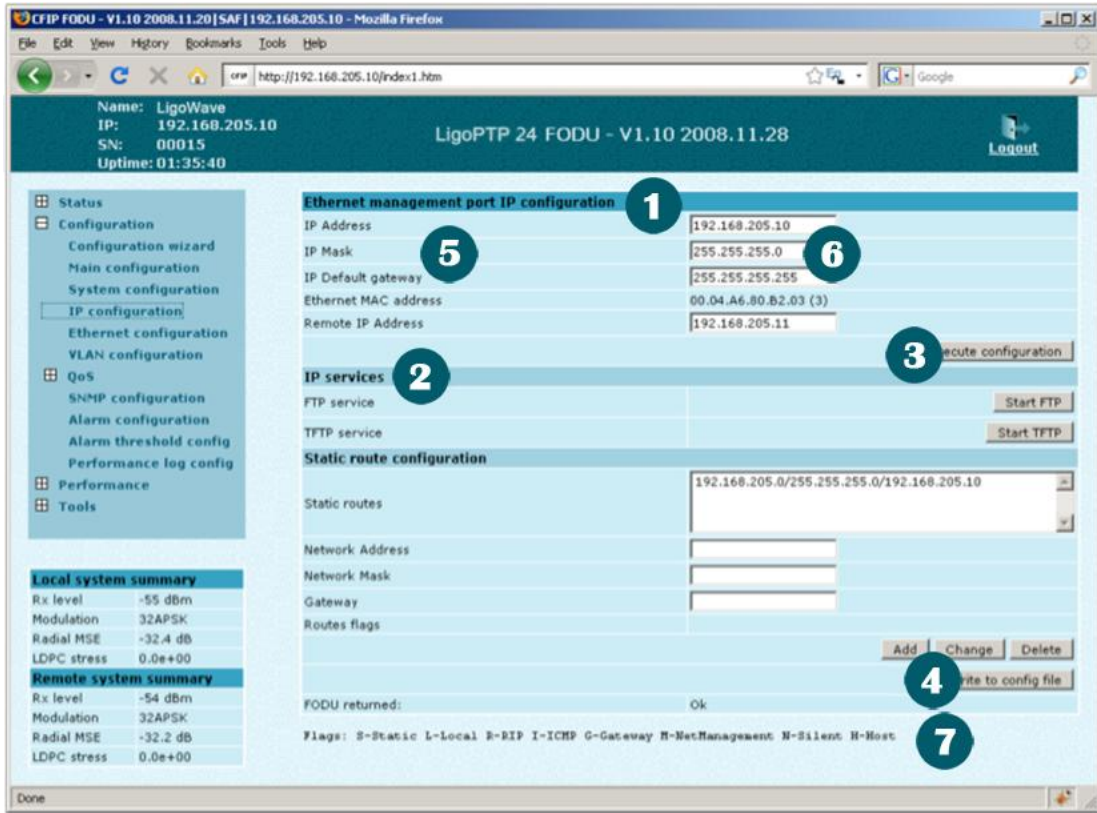 CFIP FODU - V1.10 2008.11.20|SAF|192.168.205.10 - Mozilla Firefox
File Edit View History Bookmarks Tools Help
CFIP http://192.168.205.10/index1.htm Google
Name: LigoWave
IP: 192.168.205.10
SN: 00015
Uptime: 01:35:40
LigoPTP 24 FODU - V1.10 2008.11.28
Logout
Status
Configuration
Configuration wizard
Main configuration
System configuration
IP configuration
Ethernet configuration
VLAN configuration
QoS
SNMP configuration
Alarm configuration
Alarm threshold config
Performance log config
Performance
Tools
Local system summary
Rx level -55 dBm
Modulation 32APSK
Radial MSE -32.4 dB
LDPC stress 0.0e+00
Remote system summary
Rx level -54 dBm
Modulation 32APSK
Radial MSE -32.2 dB
LDPC stress 0.0e+00
Ethernet management port IP configuration 1
IP Address 192.168.205.10
IP Mask 5 255.255.255.0 6
IP Default gateway 255.255.255.255
Ethernet MAC address 00.04.A6.80.B2.03 (3)
Remote IP Address 192.168.205.11
3 ecute configuration
IP services 2
FTP service Start FTP
TFTP service Start TFTP
Static route configuration
Static routes 192.168.205.0/255.255.255.0/192.168.205.10
Network Address
Network Mask
Gateway
Routes flags
Add Change Delete
4 rite to config file
FODU returned: Ok
Flags: S-Static L-Local R-RIP I-ICMP G-Gateway M-NetManagement N-Silent H-Host 7
Done